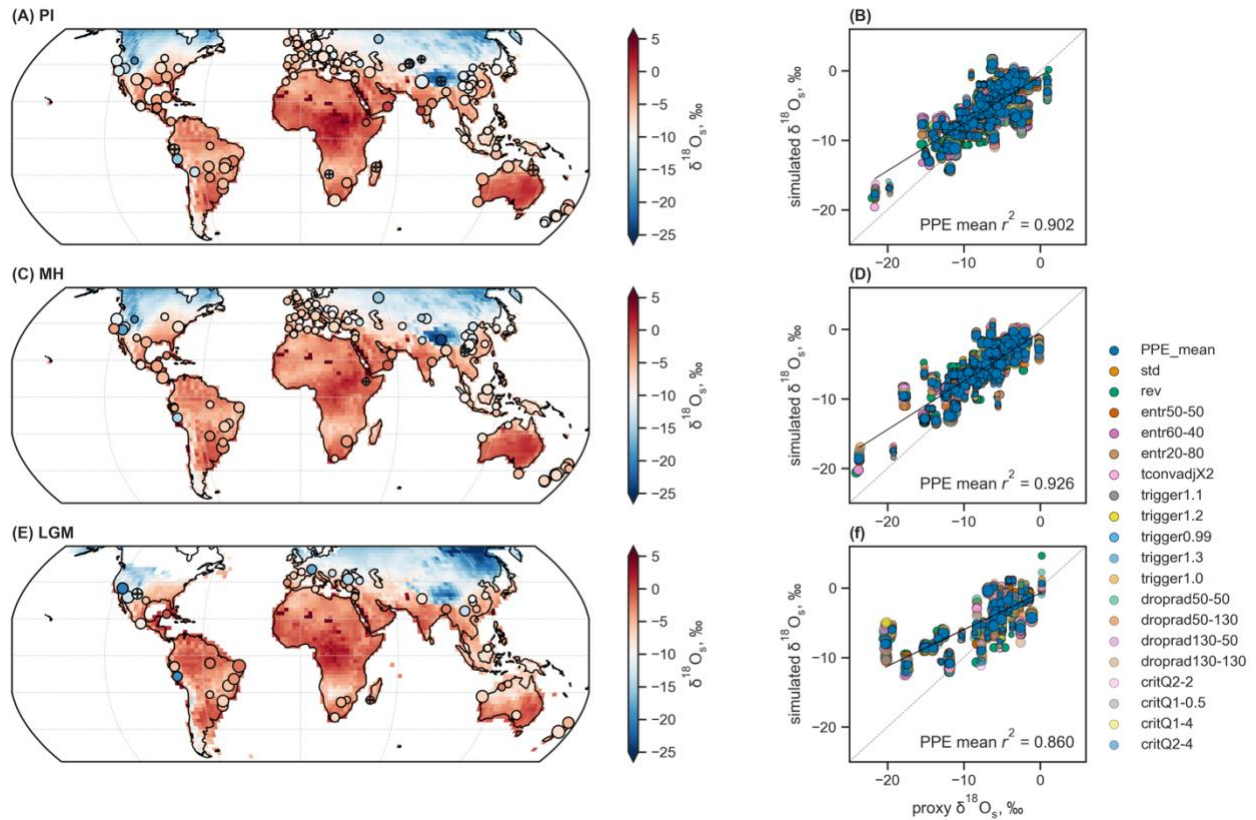 (A) PI
5
0
−5
−10
−15
−20
−25
δ18Os, ‰
(B)
0
−10
−20
simulated δ18Os, ‰
PPE mean r2 = 0.902
−20
−10
0
(C) MH
5
0
−5
−10
−15
−20
−25
δ18Os, ‰
(D)
0
−10
−20
simulated δ18Os, ‰
PPE mean r2 = 0.926
−20
−10
0
(E) LGM
5
0
−5
−10
−15
−20
−25
δ18Os, ‰
(f)
0
−10
−20
simulated δ18Os, ‰
PPE mean r2 = 0.860
−20
−10
0
proxy δ18Os, ‰
PPE_mean
std
rev
entr50-50
entr60-40
entr20-80
tconvadjX2
trigger1.1
trigger1.2
trigger0.99
trigger1.3
trigger1.0
droprad50-50
droprad50-130
droprad130-50
droprad130-130
critQ2-2
critQ1-0.5
critQ1-4
critQ2-4